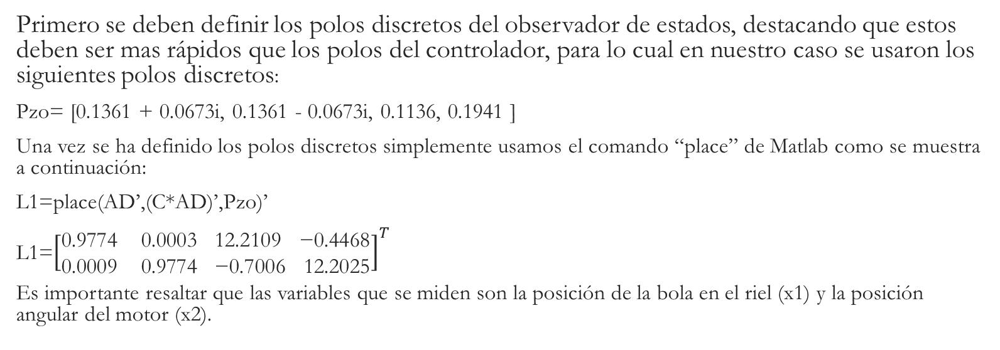 Primero se deben definir los polos discretos del observador de estados, destacando que estos
deben ser mas rápidos que los polos del controlador, para lo cual en nuestro caso se usaron los
siguientes polos discretos:
Pzo= [0.1361 + 0.0673i, 0.1361 - 0.0673i, 0.1136, 0.1941 ]
Una vez se ha definido los polos discretos simplemente usamos el comando “place” de Matlab como se muestra
a continuación:
L1=place(AD’,(C*AD)’,Pzo)’
L1=[0.9774 0.0003 12.2109 −0.4468
0.0009 0.9774 −0.7006 12.2025]T
Es importante resaltar que las variables que se miden son la posición de la bola en el riel (x1) y la posición
angular del motor (x2).